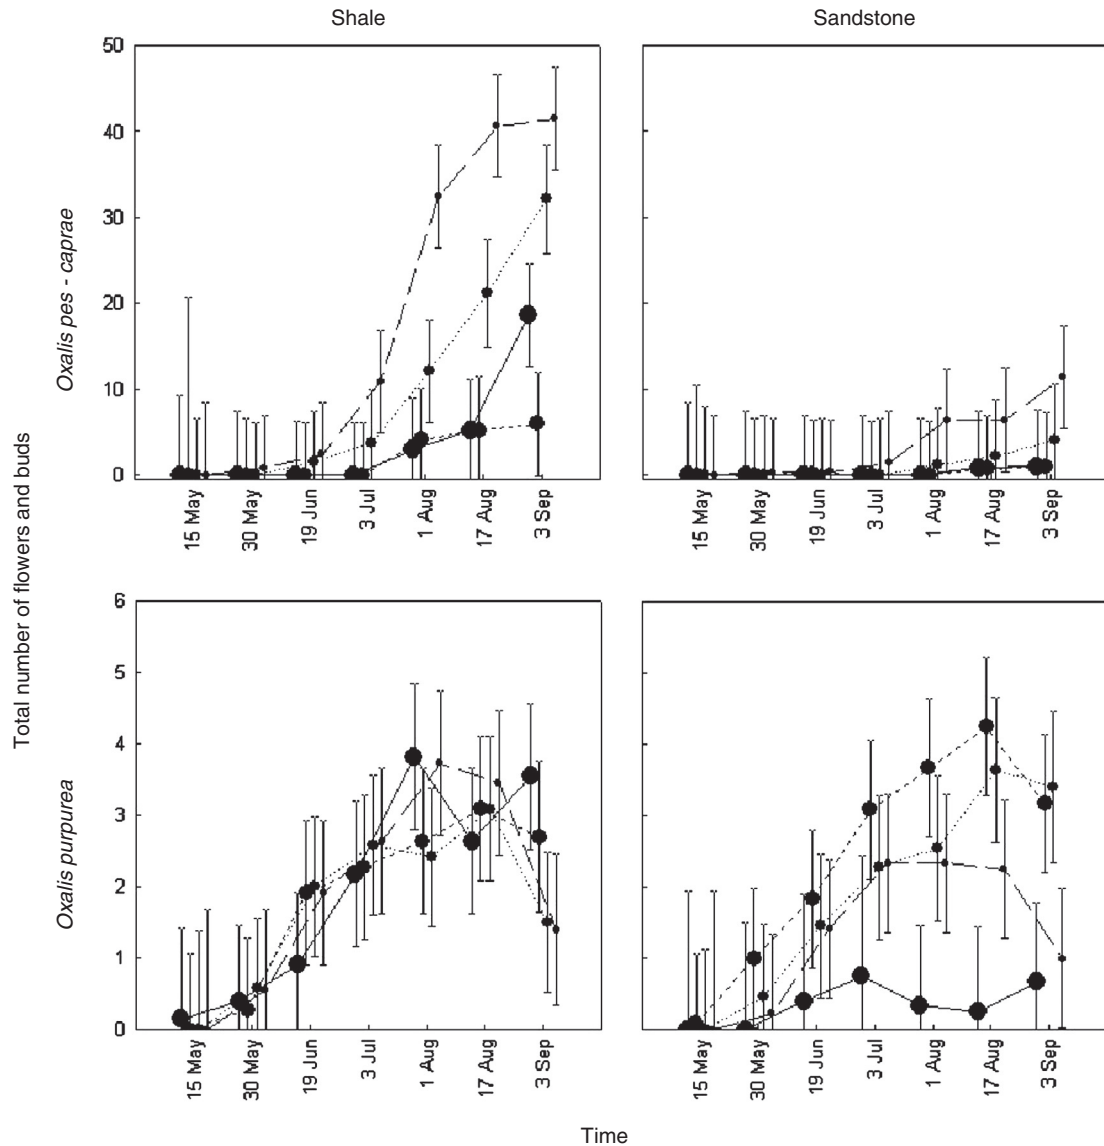 Shale
Sandstone
Total number of flowers and buds
Oxalis pes - caprae
50
40
30
20
10
0
15 May
30 May
19 Jun
3 Jul
1 Aug
17 Aug
3 Sep
15 May
30 May
19 Jun
3 Jul
1 Aug
17 Aug
3 Sep
Oxalis purpurea
6
5
4
3
2
1
0
15 May
30 May
19 Jun
3 Jul
1 Aug
17 Aug
3 Sep
15 May
30 May
19 Jun
3 Jul
1 Aug
17 Aug
3 Sep
Time